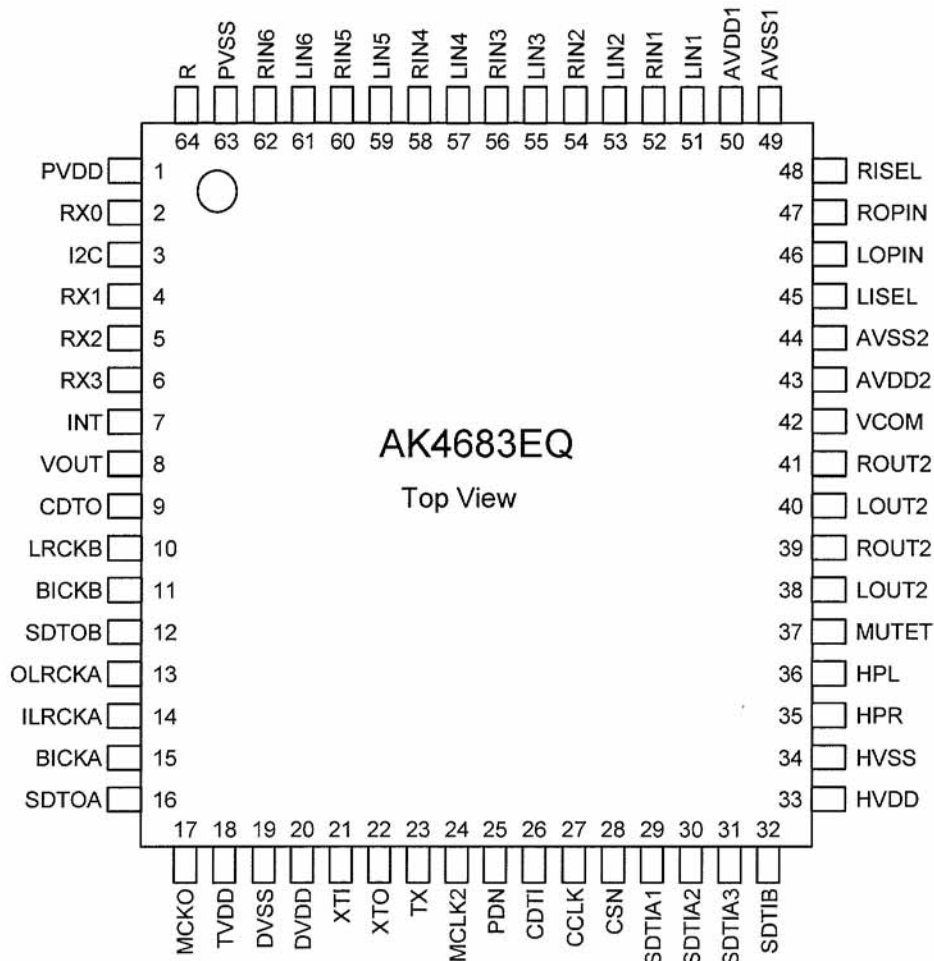 R PVSS RIN6 LIN6 RIN5 LIN5 RIN4 LIN4 RIN3 LIN3 RIN2 LIN2 RIN1 LIN1 AVDD1 AVSS1
64 63 62 61 60 59 58 57 56 55 54 53 52 51 50 49
PVDD 1 48 RISEL
RX0 2 47 ROPIN
I2C 3 46 LOPIN
RX1 4 45 LISEL
RX2 5 44 AVSS2
RX3 6 43 AVDD2
INT 7 42 VCOM
AK4683EQ
VOUT 8 41 ROUT2
Top View
CDTO 9 40 LOUT2
LRCKB 10 39 ROUT2
BICKB 11 38 LOUT2
SDTOB 12 37 MUTET
OLRCKA 13 36 HPL
ILRCKA 14 35 HPR
BICKA 15 34 HVSS
SDTOA 16 33 HVDD
17 18 19 20 21 22 23 24 25 26 27 28 29 30 31 32
MCKO TVDD DVSS DVDD XTI XTO TX MCLK2 PDN CDTI CCLK CSN SDTIA1 SDTIA2 SDTIA3 SDTIB